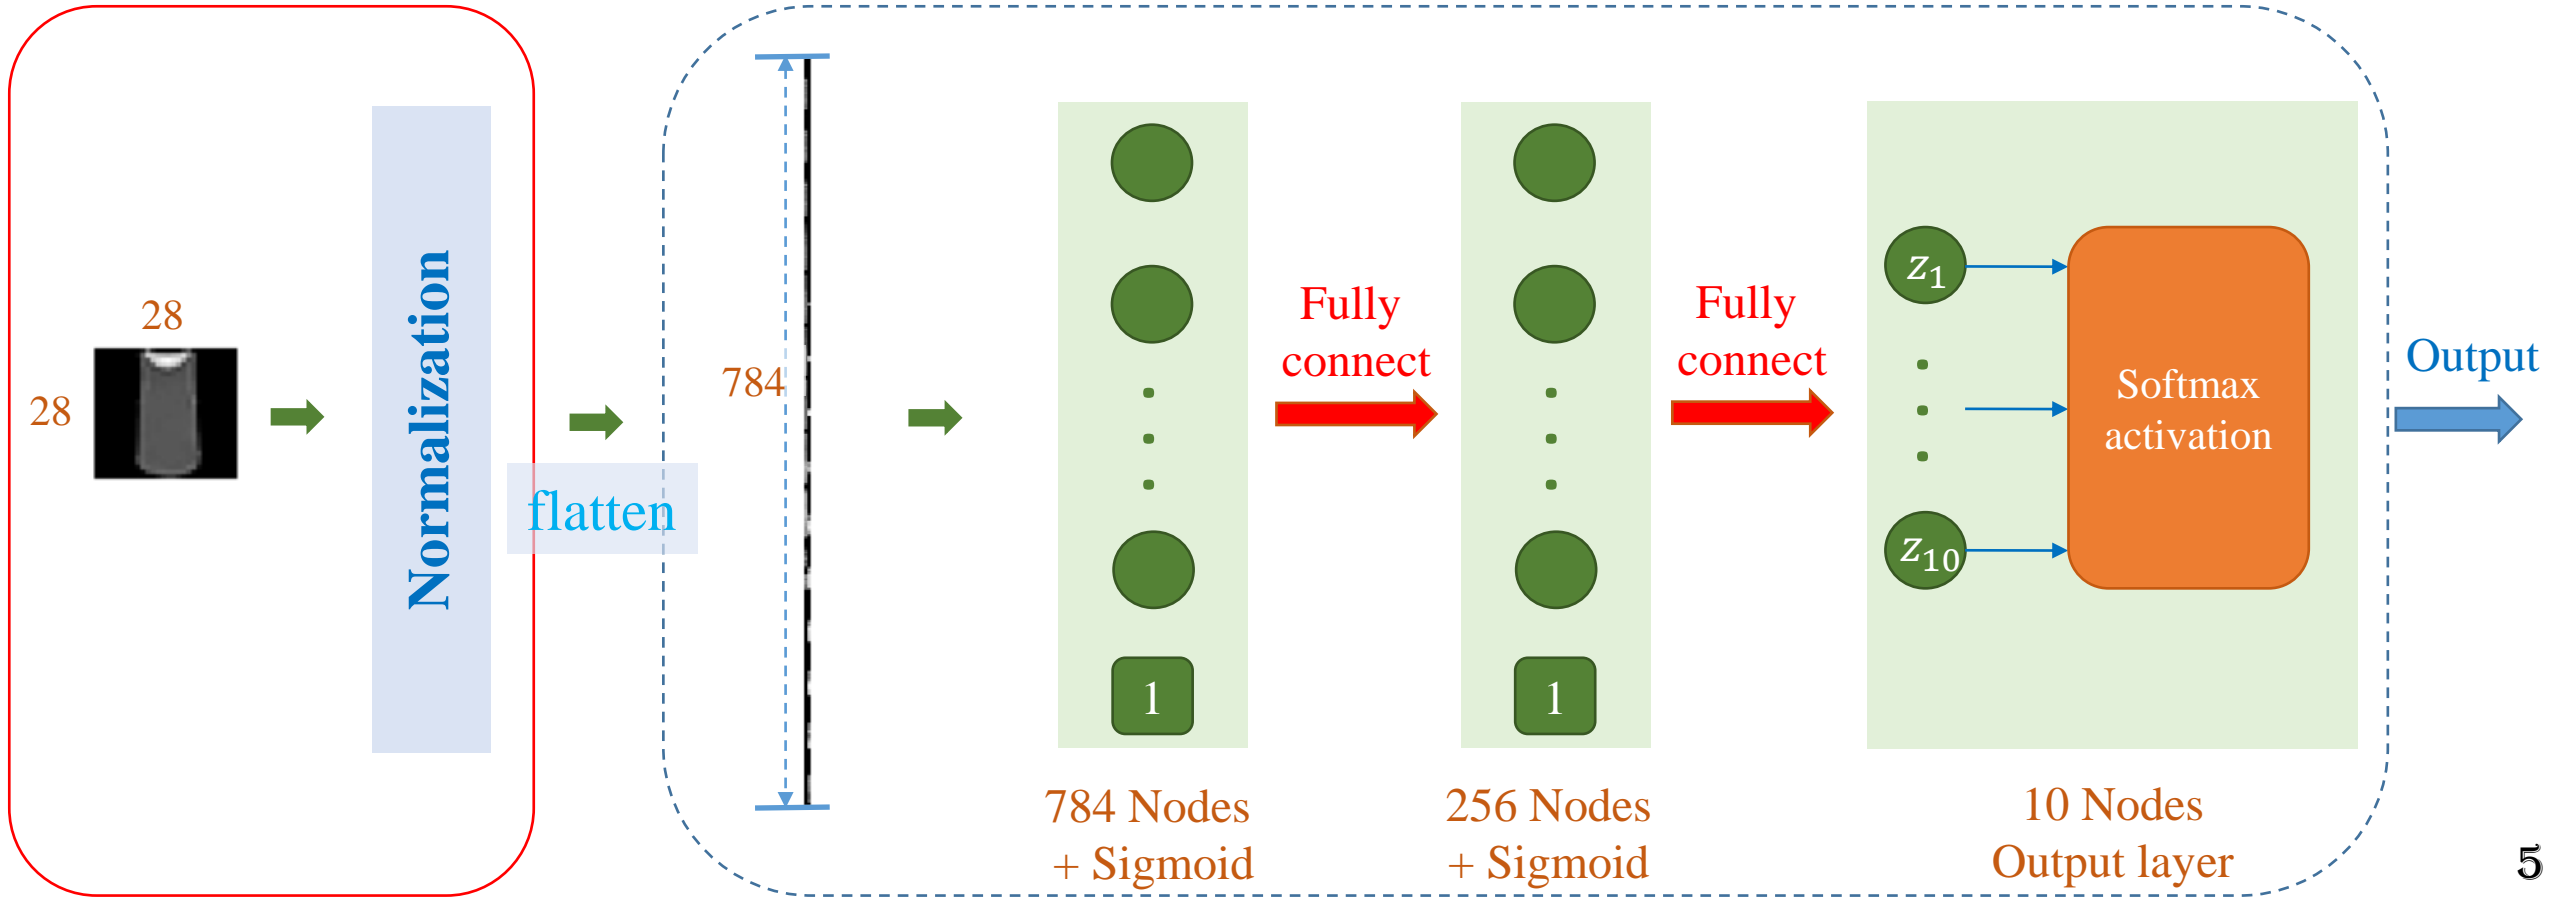 28
28
Normalization
flatten
784
1
784 Nodes
+ Sigmoid
Fully
connect
1
256 Nodes
+ Sigmoid
Fully
connect
z₁
z₁₀
Softmax
activation
10 Nodes
Output layer
Output
5